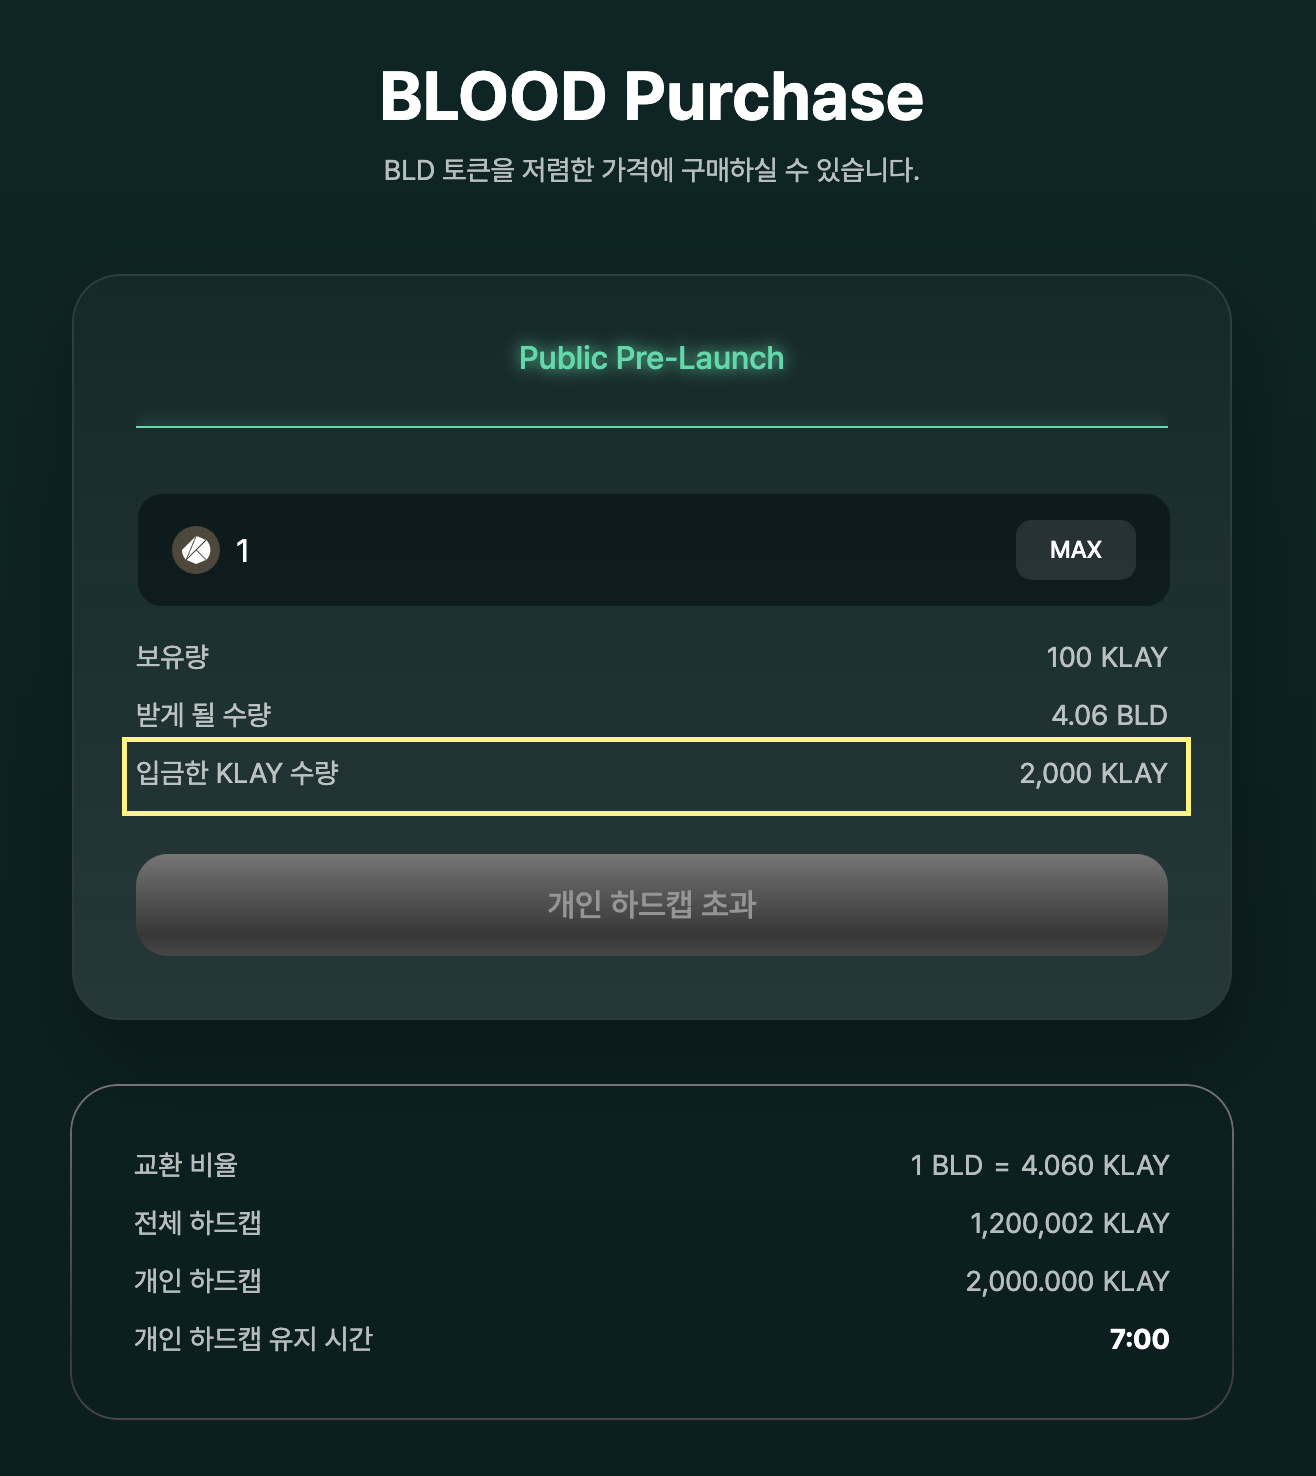 BLOOD Purchase
BLD 토큰을 저렴한 가격에 구매하실 수 있습니다.
Public Pre-Launch
1 MAX
보유량 100 KLAY
받게 될 수량 4.06 BLD
입금한 KLAY 수량 2,000 KLAY
개인 하드캡 초과
교환 비율 1 BLD = 4.060 KLAY
전체 하드캡 1,200,002 KLAY
개인 하드캡 2,000.000 KLAY
개인 하드캡 유지 시간 7:00